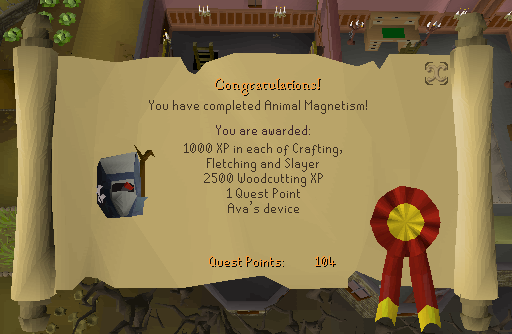 Congratulations!
You have completed Animal Magnetism!
You are awarded:
1000 XP in each of Crafting,
Fletching and Slayer
2500 Woodcutting XP
1 Quest Point
Ava's device
Quest Points: 104